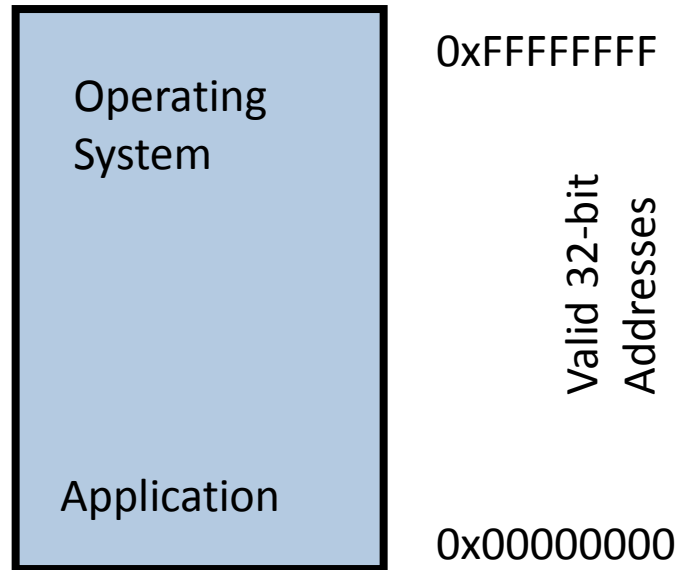 0xFFFFFFFF
Operating
System
Valid 32-bit
Addresses
Application
0x00000000